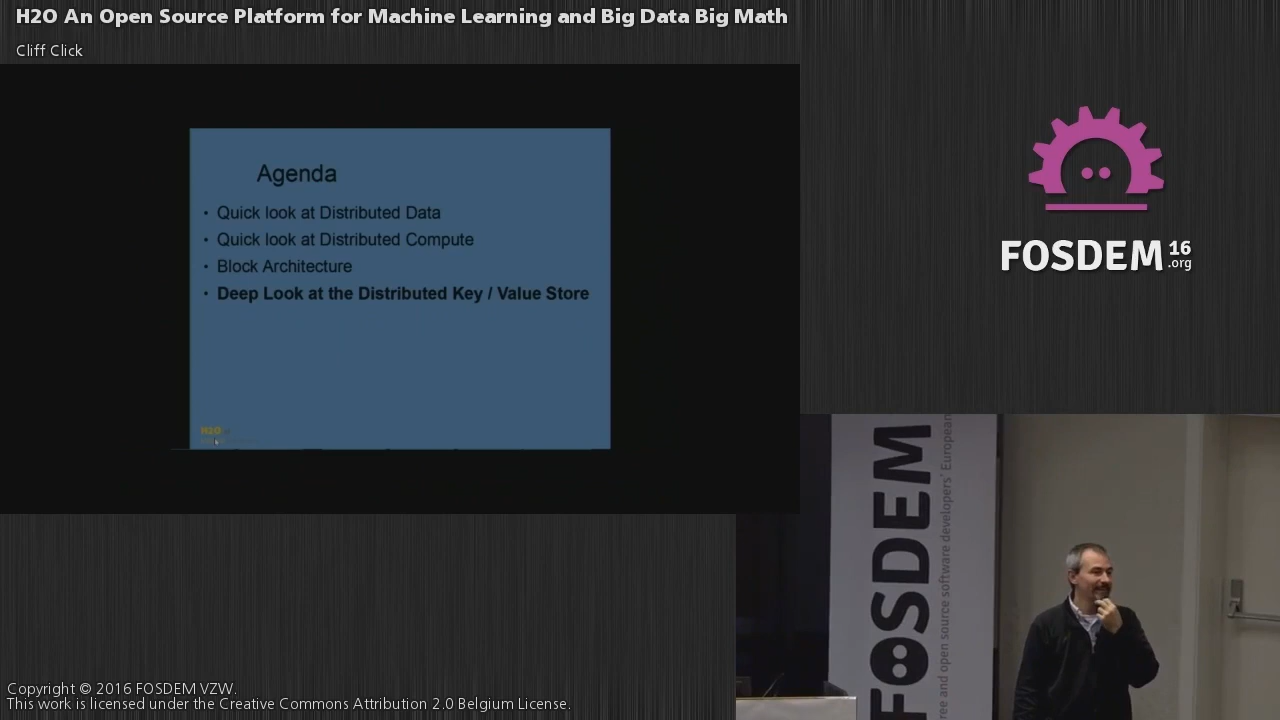 H2O An Open Source Platform for Machine Learning and Big Data Big Math
Cliff Click
Agenda
• Quick look at Distributed Data
• Quick look at Distributed Compute
• Block Architecture
• Deep Look at the Distributed Key / Value Store
H2O
FOSDEM 16
.org
FOSDEM
ree and open source software developers' European
Copyright © 2016 FOSDEM VZW.
This work is licensed under the Creative Commons Attribution 2.0 Belgium License.